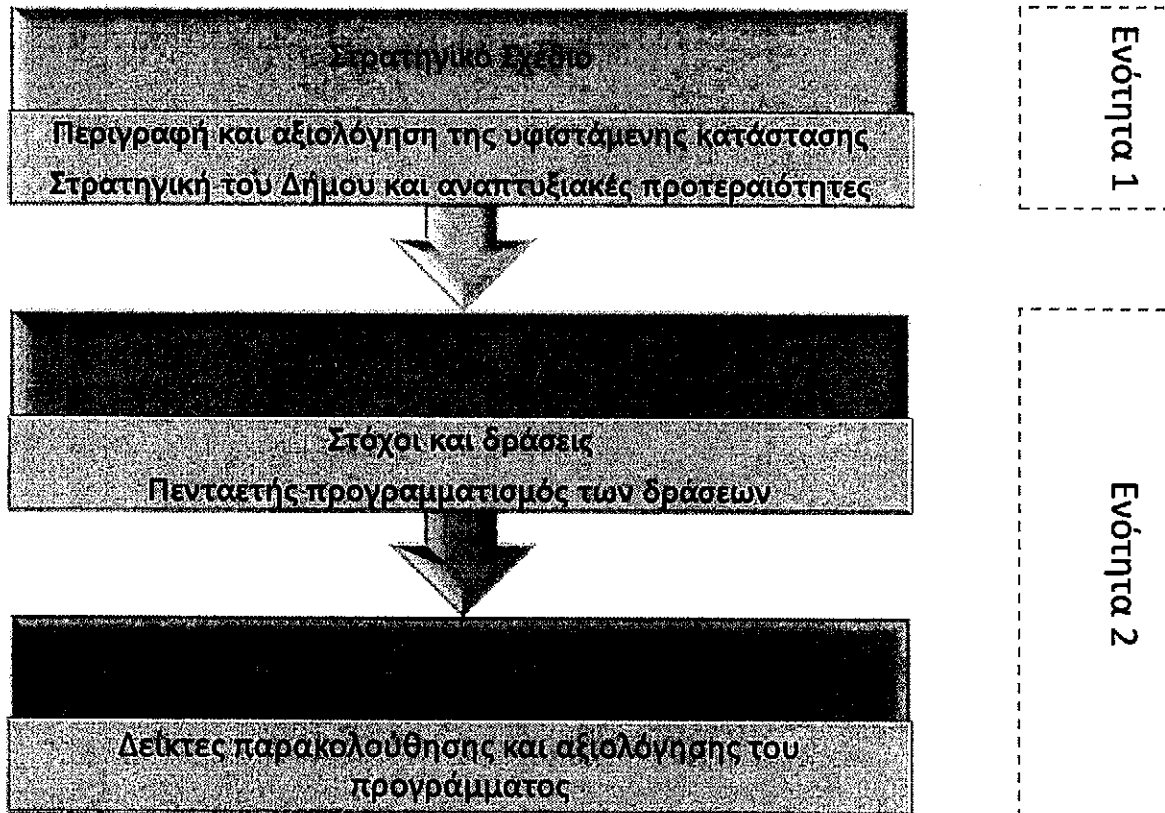 Στρατηγικό Σχέδιο
Περιγραφή και αξιολόγηση της υφιστάμενης κατάστασης
Στρατηγική του Δήμου και αναπτυξιακές προτεραιότητες
Ενότητα 1
Στόχοι και δράσεις
Πενταετής προγραμματισμός των δράσεων
Δείκτες παρακολούθησης και αξιολόγησης του
προγράμματος
Ενότητα 2